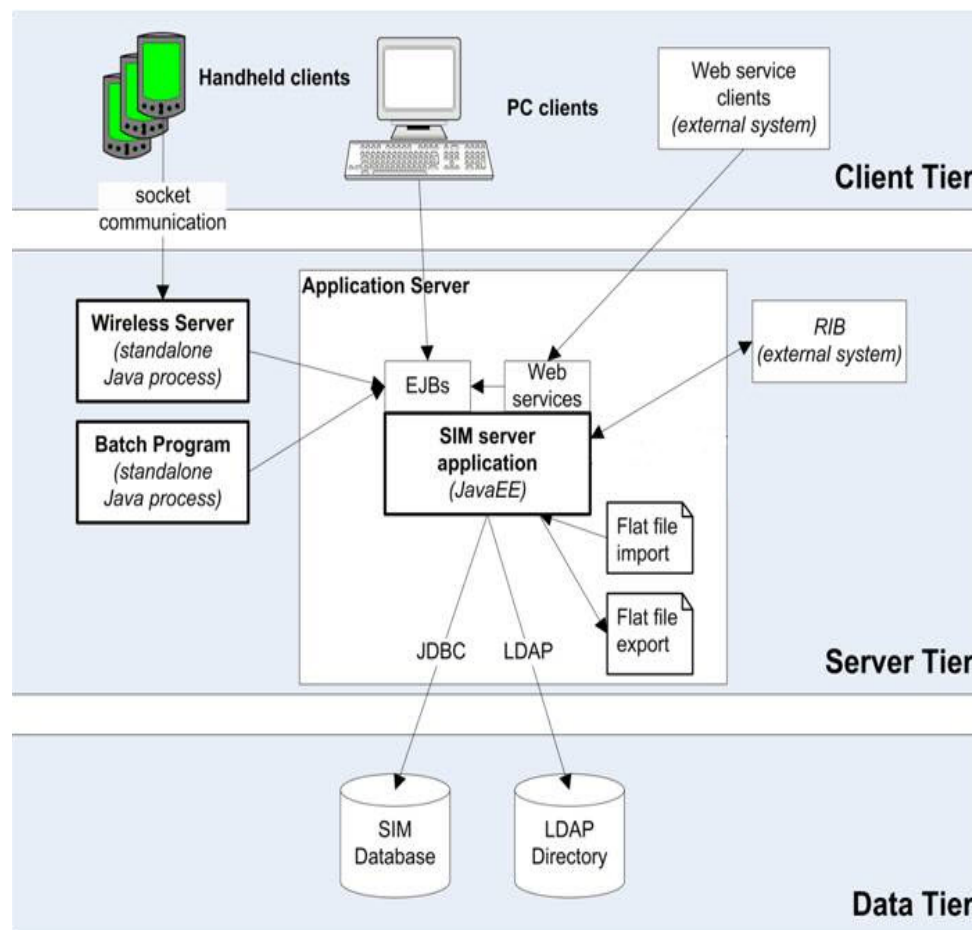 Handheld clients
PC clients
Web service
clients
(external system)
Client Tier
socket
communication
Application Server
Wireless Server
(standalone
Java process)
RIB
(external system)
EJBs
Web
services
Batch Program
(standalone
Java process)
SIM server
application
(JavaEE)
Flat file
import
Flat file
export
JDBC
LDAP
Server Tier
SIM
Database
LDAP
Directory
Data Tier